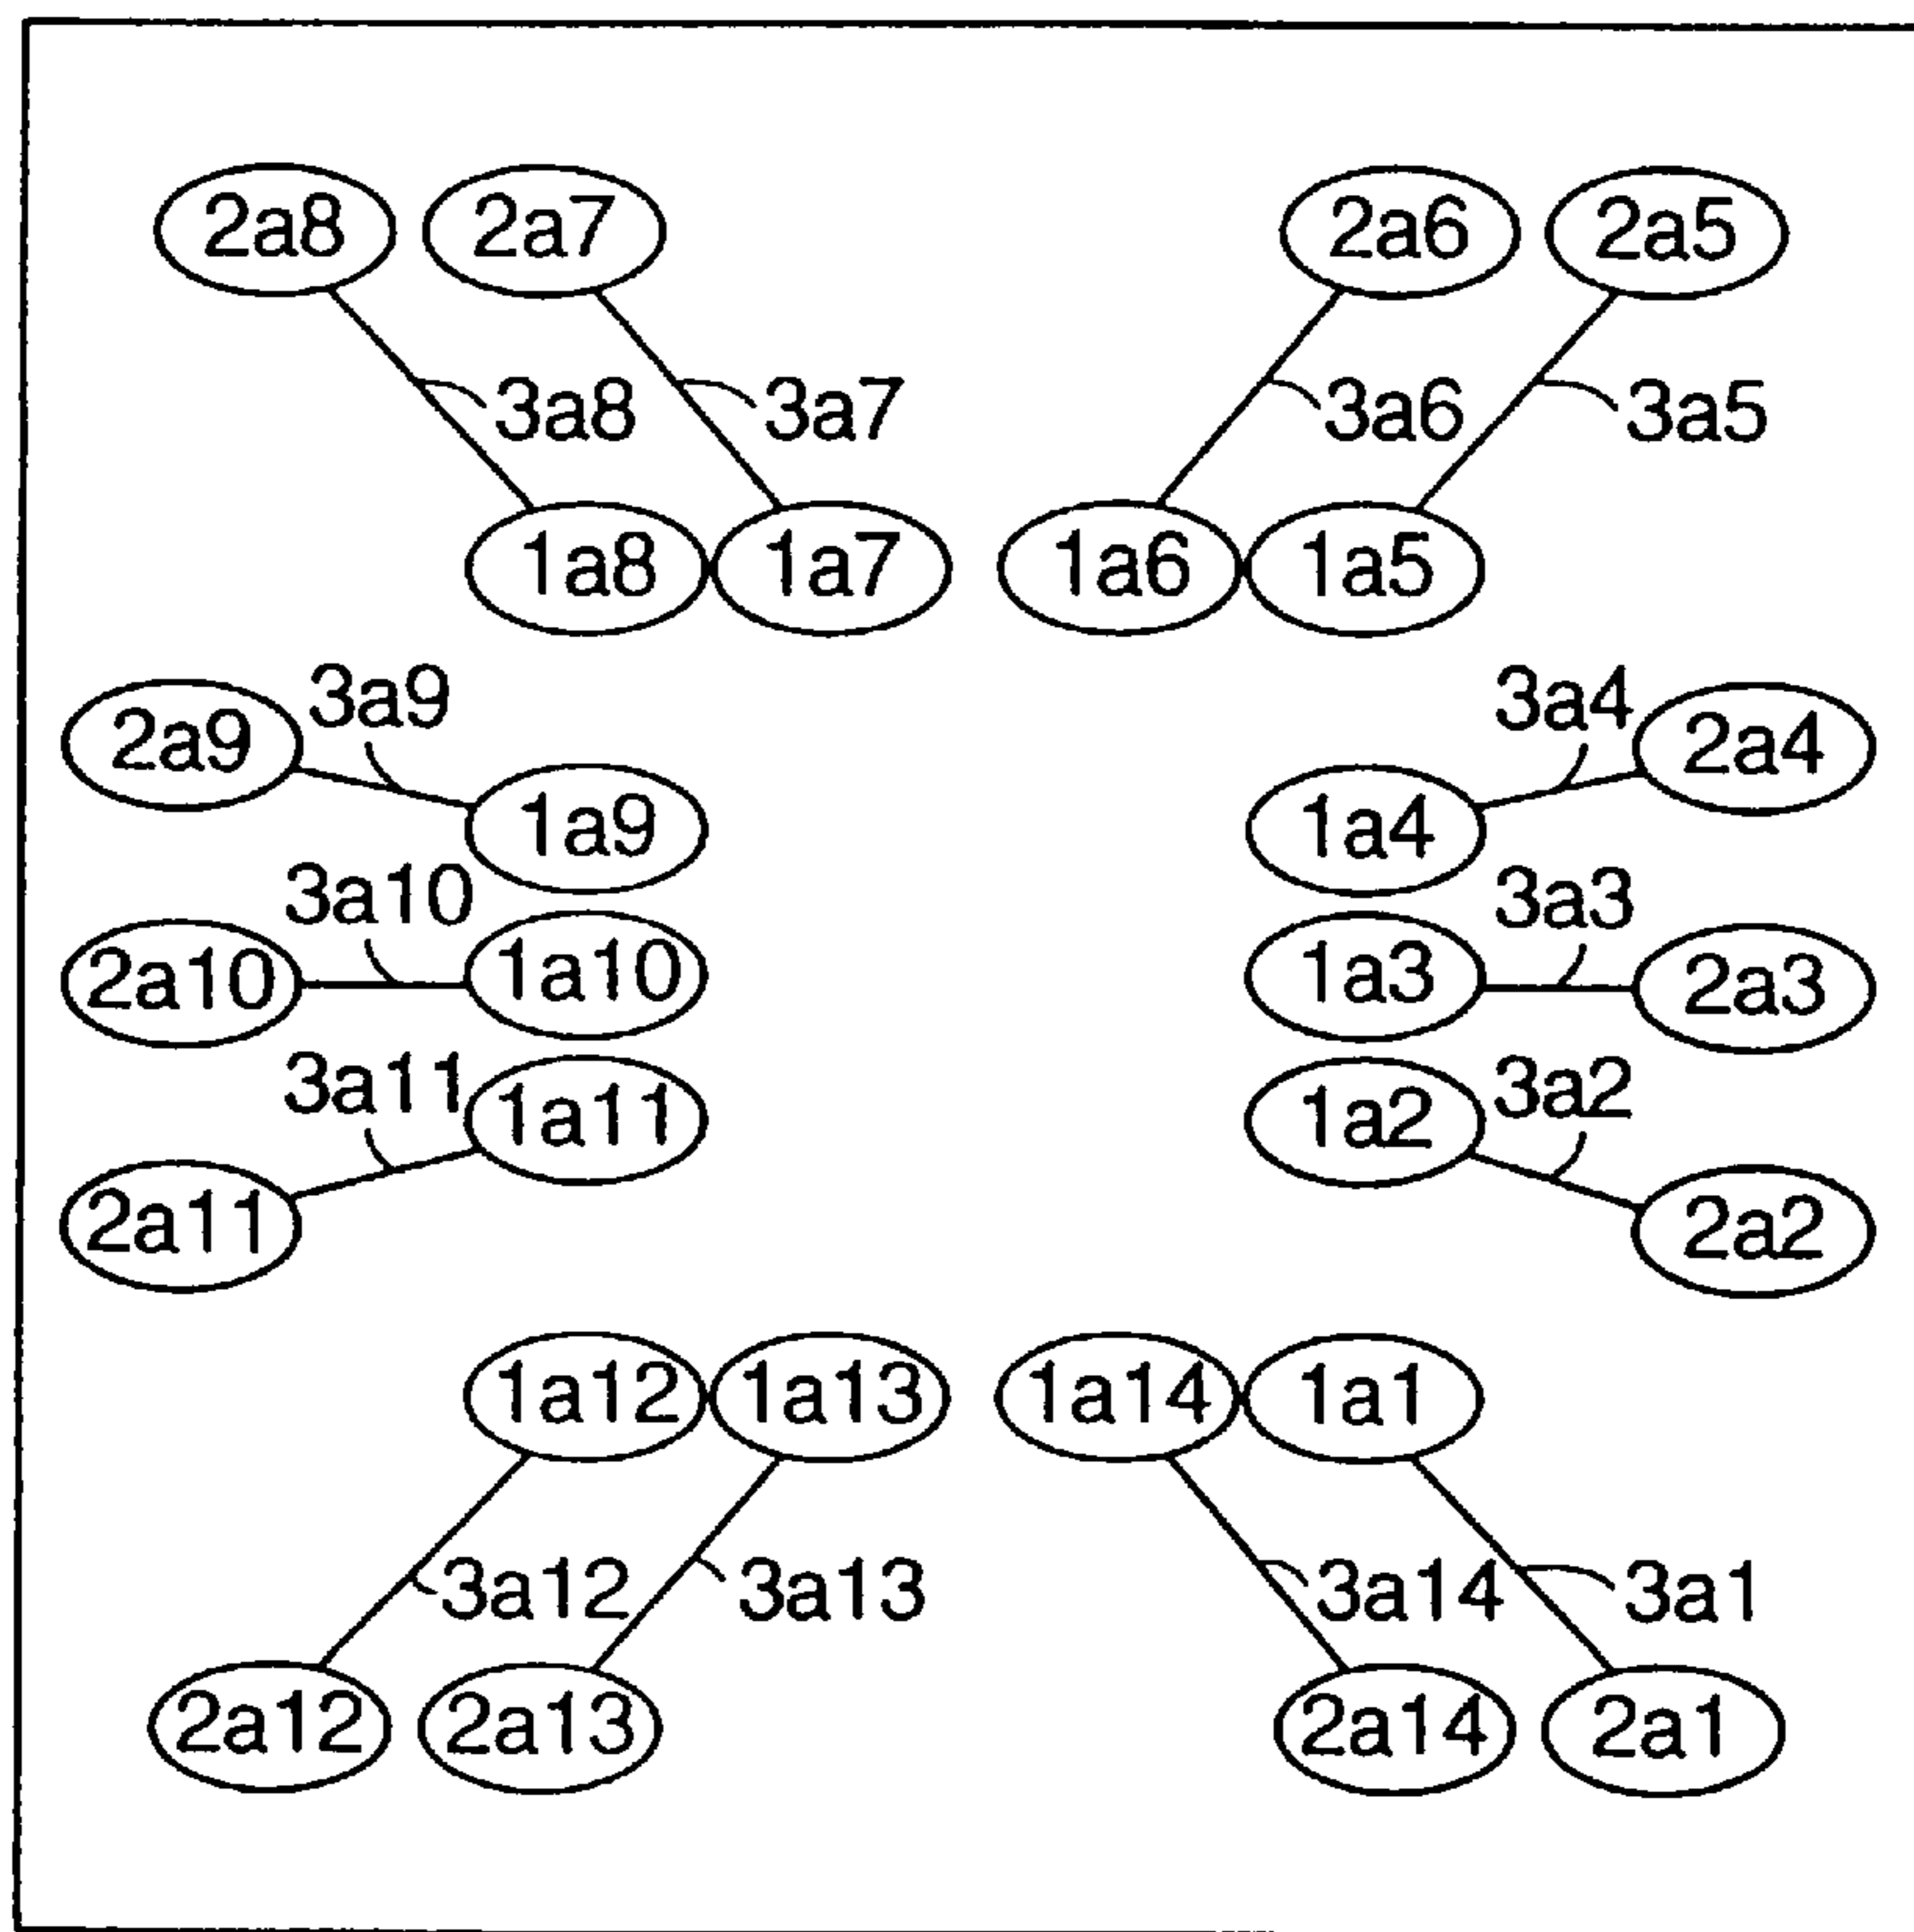 2a8 2a7 2a6 2a5
3a8 3a7 3a6 3a5
1a8 1a7 1a6 1a5
3a9 3a4
2a9 2a4
1a9 1a4
3a10 3a3
2a10 1a10 1a3 2a3
3a11 1a11 1a2 3a2
2a11 2a2
1a12 1a13 1a14 1a1
3a12 3a13 3a14 3a1
2a12 2a13 2a14 2a1